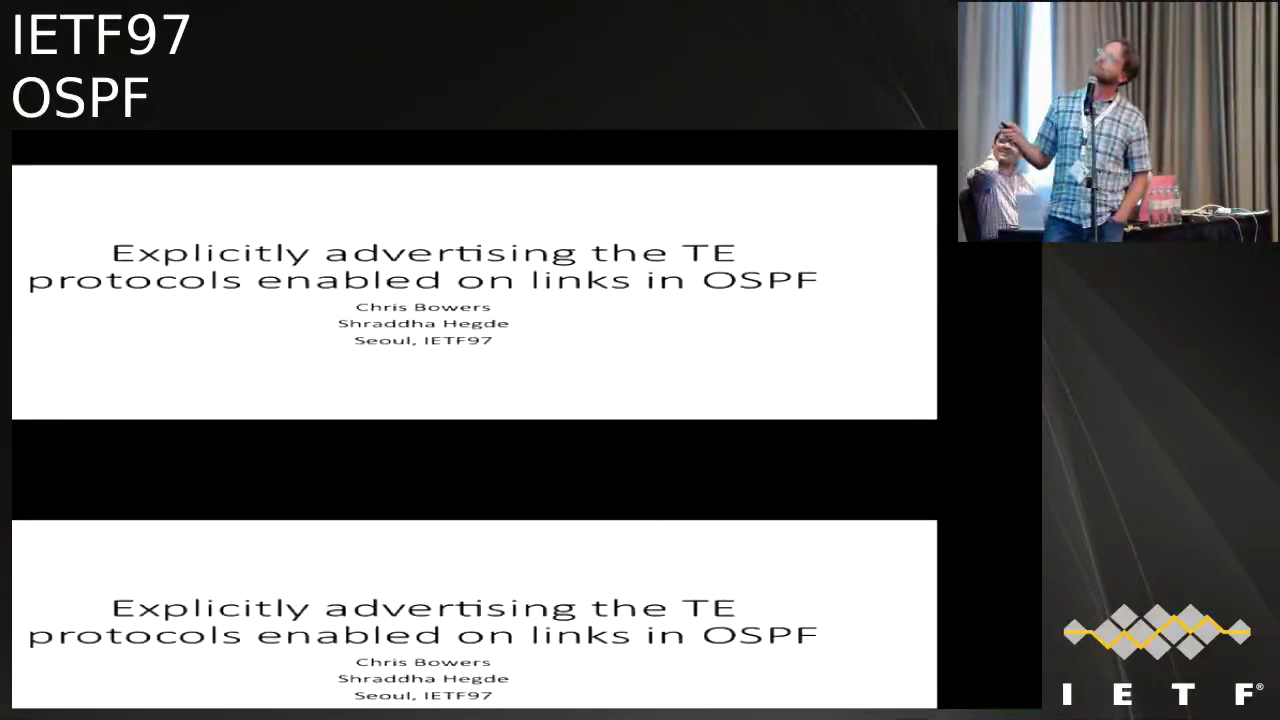 IETF97
OSPF
Explicitly advertising the TE
protocols enabled on links in OSPF
Chris Bowers
Shraddha Hegde
Seoul, IETF97
Explicitly advertising the TE
protocols enabled on links in OSPF
Chris Bowers
Shraddha Hegde
Seoul, IETF97
I E T F®